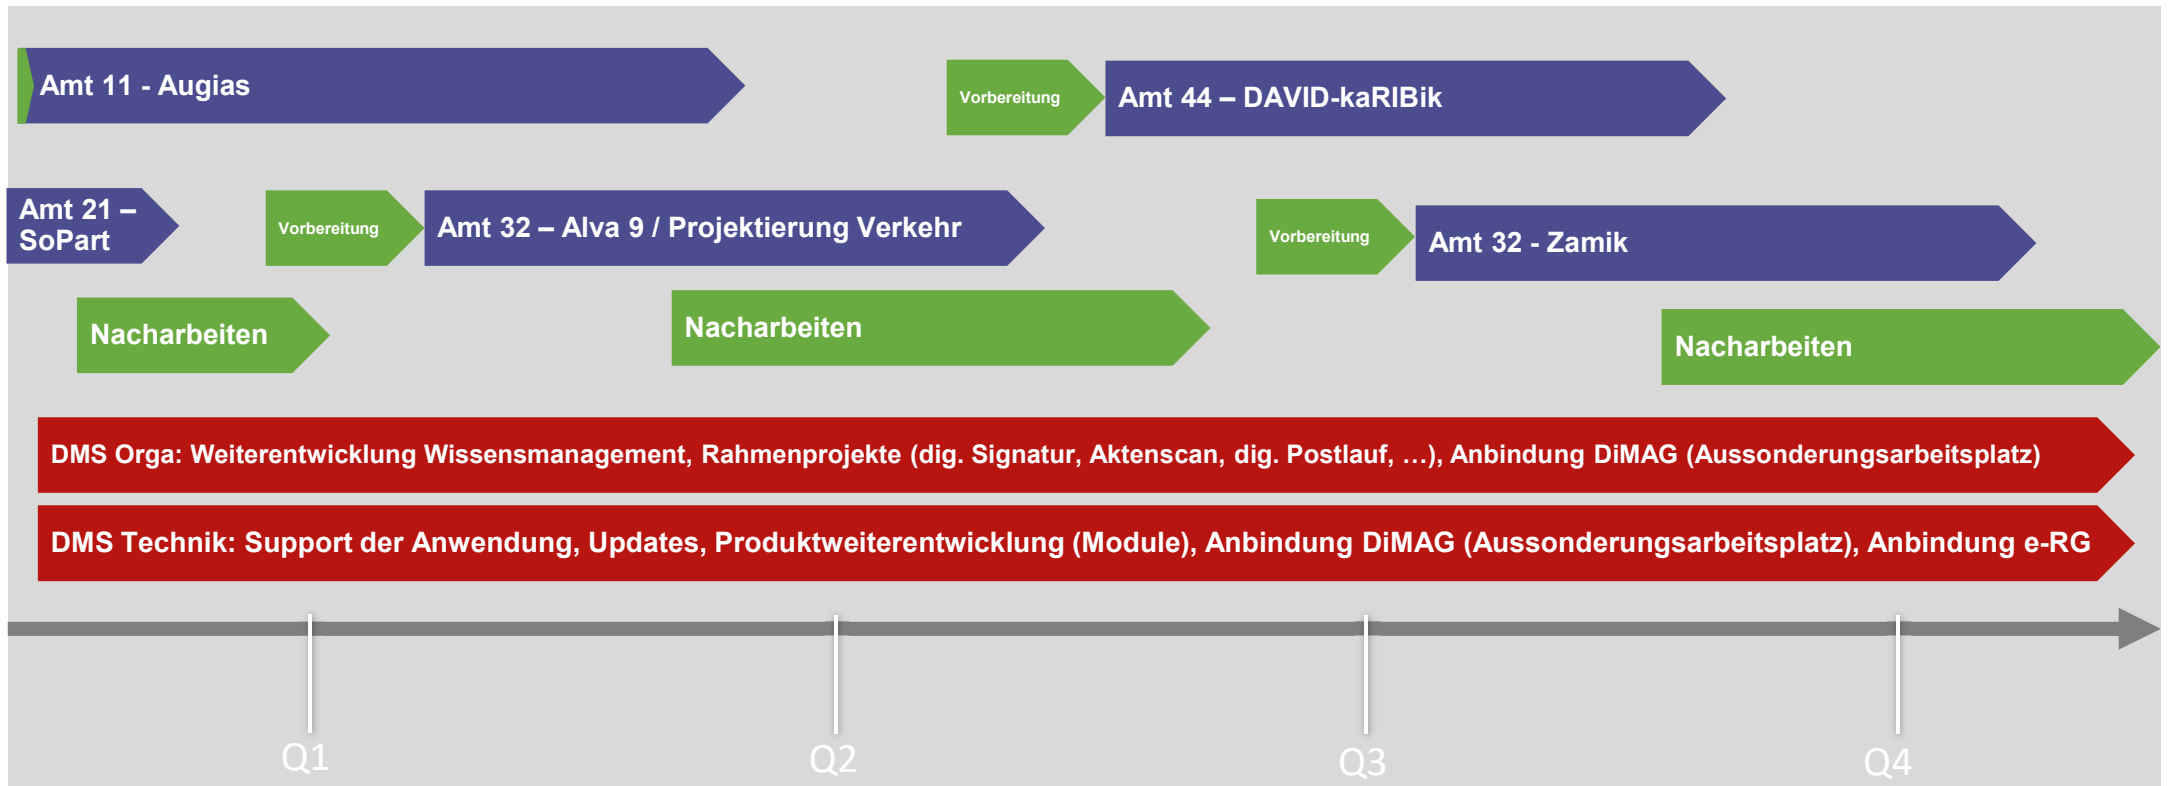 Amt 11 - Augias
Vorbereitung
Amt 44 – DAVID-kaRIBik
Amt 21 –
SoPart
Vorbereitung
Amt 32 – Alva 9 / Projektierung Verkehr
Vorbereitung
Amt 32 - Zamik
Nacharbeiten
Nacharbeiten
Nacharbeiten
DMS Orga: Weiterentwicklung Wissensmanagement, Rahmenprojekte (dig. Signatur, Aktenscan, dig. Postlauf, …), Anbindung DiMAG (Aussonderungsarbeitsplatz)
DMS Technik: Support der Anwendung, Updates, Produktweiterentwicklung (Module), Anbindung DiMAG (Aussonderungsarbeitsplatz), Anbindung e-RG
Q1
Q2
Q3
Q4